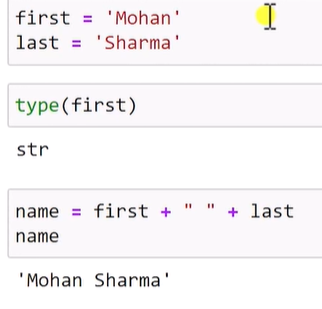 first = 'Mohan'
last = 'Sharma'
type(first)
str
name = first + " " + last
name
'Mohan Sharma'